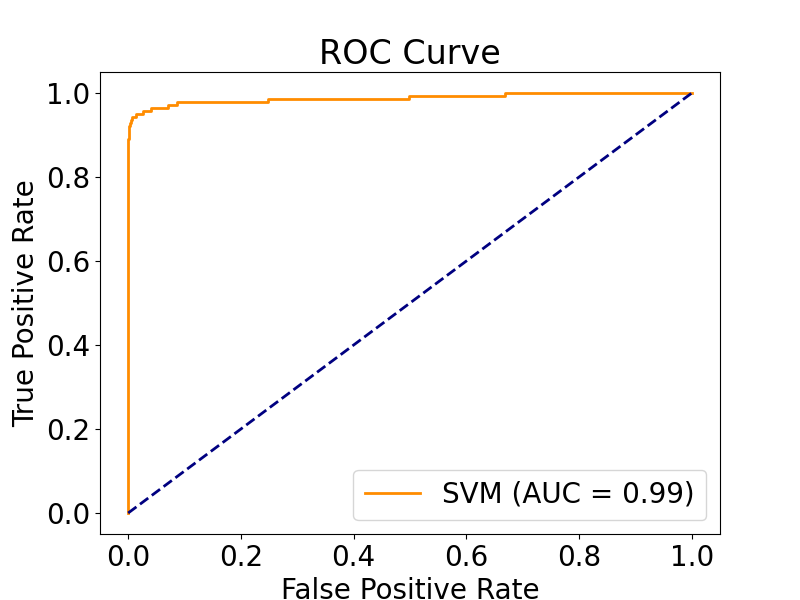 ROC Curve
True Positive Rate
1.0
0.8
0.6
0.4
0.2
0.0
SVM (AUC = 0.99)
0.0 0.2 0.4 0.6 0.8 1.0
False Positive Rate